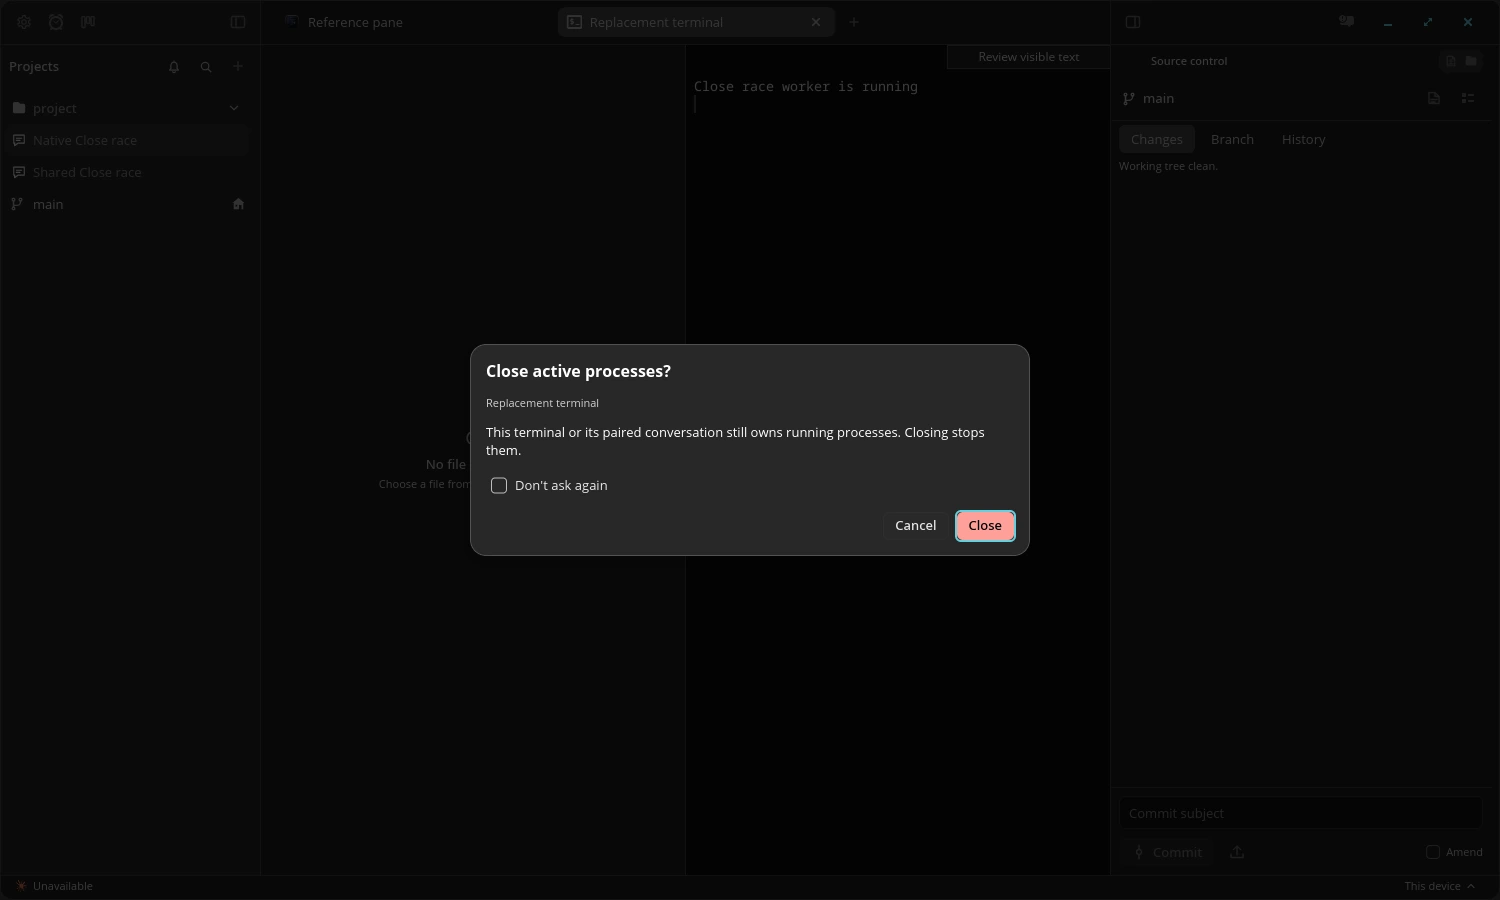 Reference pane
Replacement terminal
Projects
project
Native Close race
Shared Close race
main
Review visible text
Close race worker is running
No file
Choose a file from
Source control
main
Changes
Branch
History
Working tree clean.
Close active processes?
Replacement terminal
This terminal or its paired conversation still owns running processes. Closing stops
them.
Don't ask again
Cancel
Close
Commit subject
Commit
Amend
Unavailable
This device